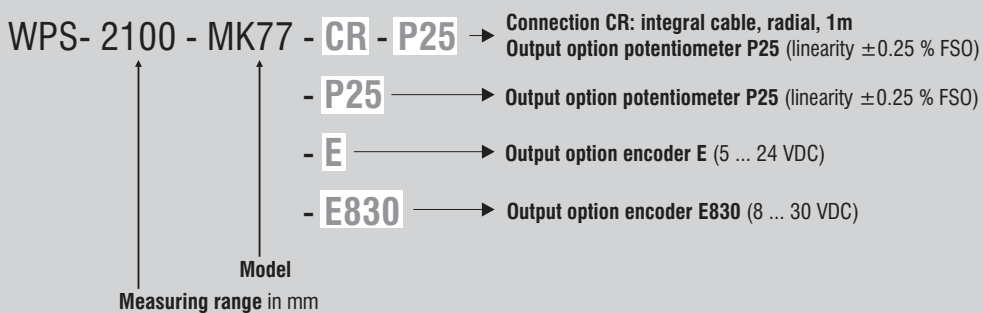 WPS- 2100 - MK77 - CR - P25
Connection CR: integral cable, radial, 1m
Output option potentiometer P25 (linearity ±0.25 % FSO)
- P25
Output option potentiometer P25 (linearity ±0.25 % FSO)
- E
Output option encoder E (5 ... 24 VDC)
- E830
Output option encoder E830 (8 ... 30 VDC)
Model
Measuring range in mm